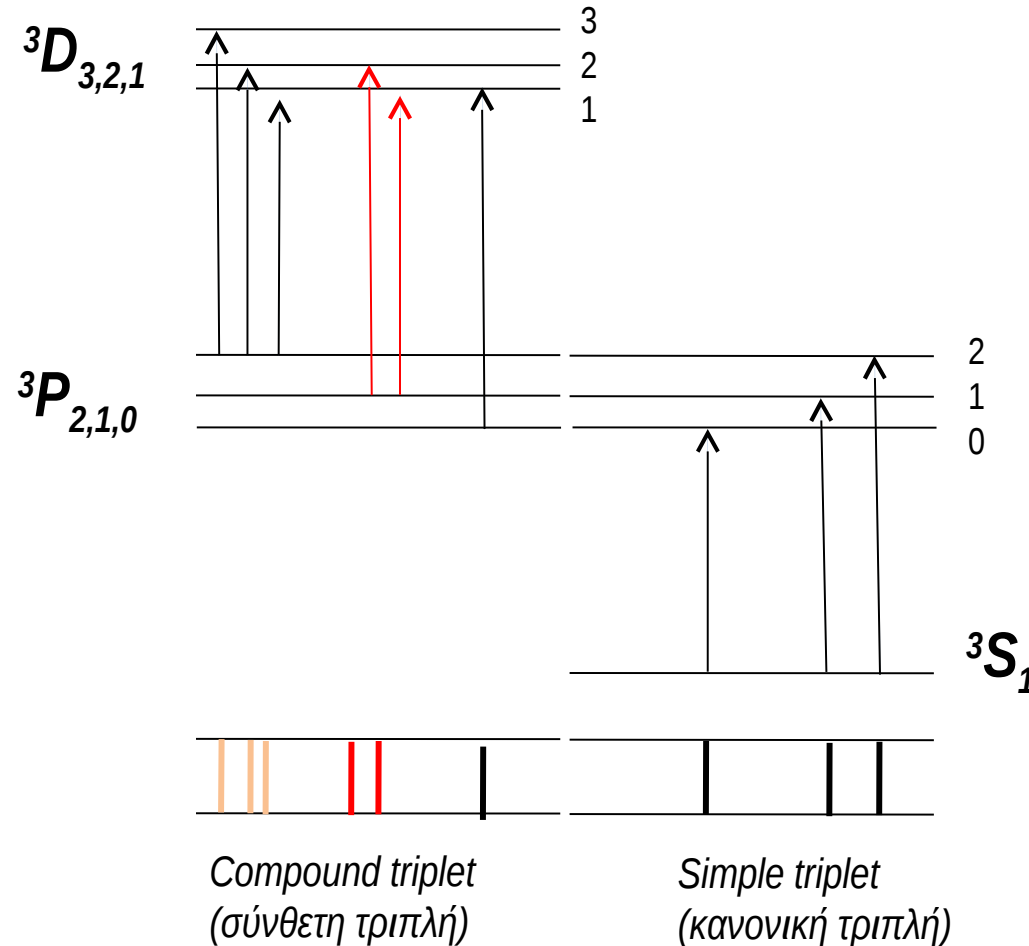 3
³D3,2,1
2
1
2
³P2,1,0
1
0
³S1
Compound triplet
(σύνθετη τριπλή)
Simple triplet
(κανονική τριπλή)